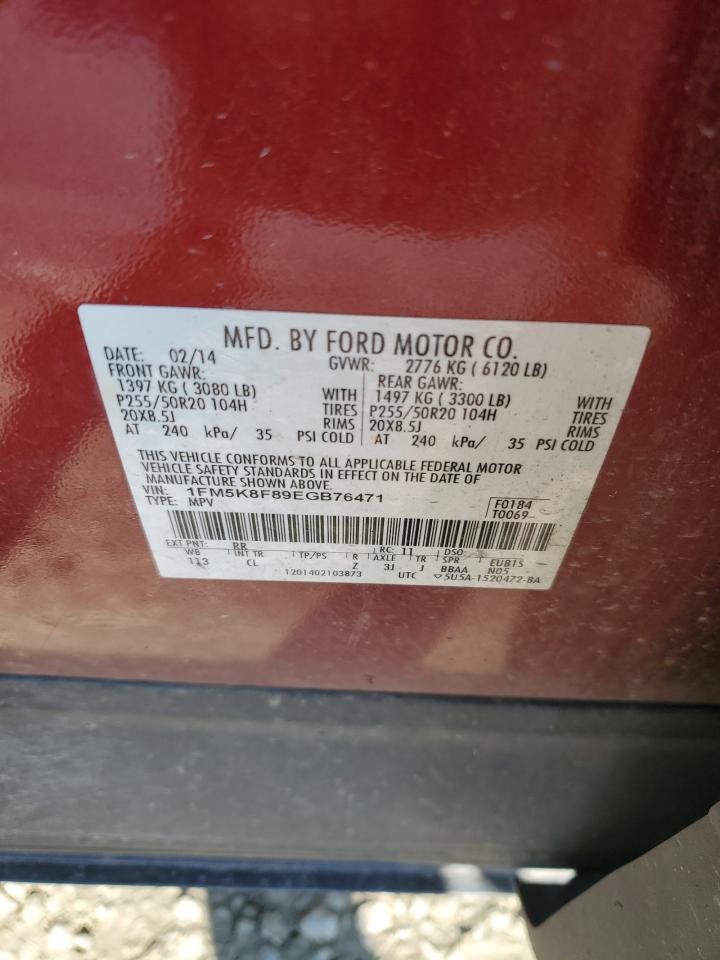 MFD. BY FORD MOTOR CO.
DATE: 02/14 GVWR: 2776 KG ( 6120 LB)
FRONT GAWR: REAR GAWR:
1397 KG ( 3080 LB) WITH 1497 KG ( 3300 LB) WITH
P255/50R20 104H TIRES P255/50R20 104H TIRES
20X8.5J RIMS 20X8.5J RIMS
AT 240 kPa/ 35 PSI COLD AT 240 kPa/ 35 PSI COLD
THIS VEHICLE CONFORMS TO ALL APPLICABLE FEDERAL MOTOR
VEHICLE SAFETY STANDARDS IN EFFECT ON THE DATE OF
MANUFACTURE SHOWN ABOVE.
VIN: 1FM5K8F89EGB76471 F0184
TYPE: MPV T0069
EXT PNT: RR RC: 11 DSO:
WB INT TR TP/PS R AXLE TR SPR EUB1S
113 CL Z 3J J BBAA N05
1201402103873 UTC ▽5U5A-1520472-BA